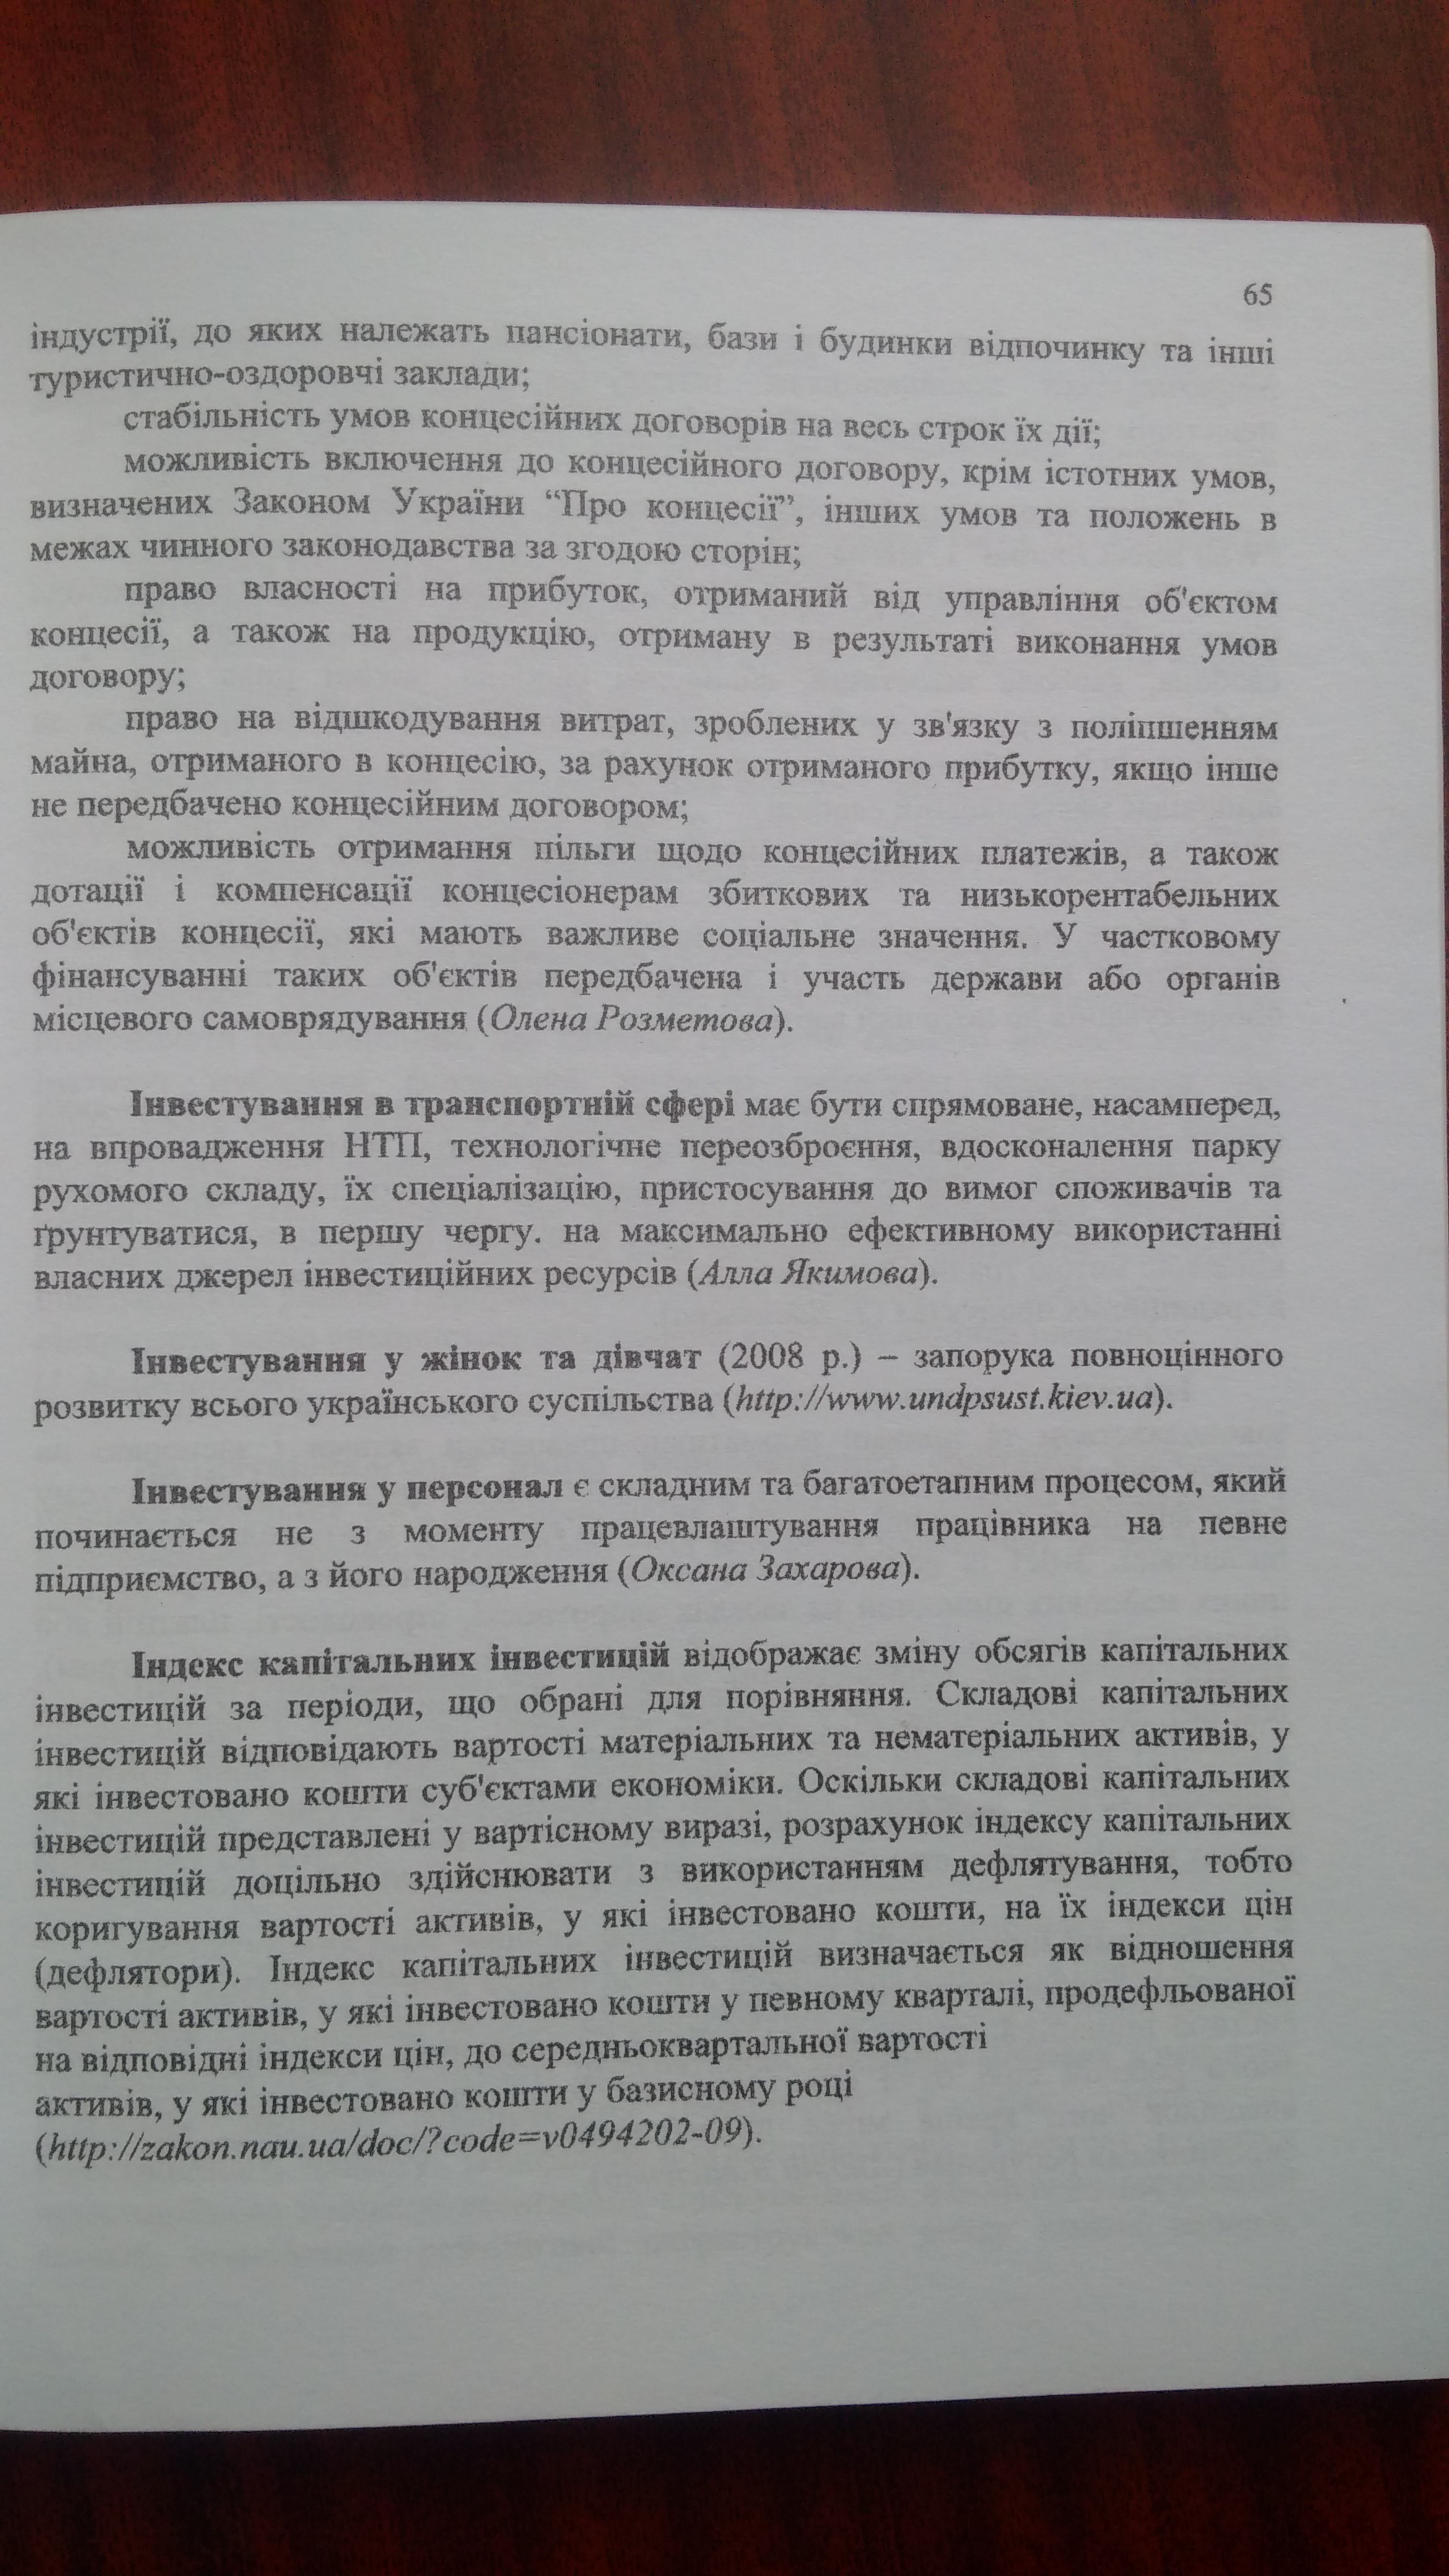 65
індустрії, до яких належать пансіонати, бази і будинки відпочинку та інші
туристично-оздоровчі заклади;
стабільність умов концесійних договорів на весь строк їх дії;
можливість включення до концесійного договору, крім істотних умов,
визначених Законом України “Про концесії”, інших умов та положень в
межах чинного законодавства за згодою сторін;
право власності на прибуток, отриманий від управління об'єктом
концесії, а також на продукцію, отриману в результаті виконання умов
договору;
право на відшкодування витрат, зроблених у зв'язку з поліпшенням
майна, отриманого в концесію, за рахунок отриманого прибутку, якщо інше
не передбачено концесійним договором;
можливість отримання пільги щодо концесійних платежів, а також
дотації і компенсації концесіонерам збиткових та низькорентабельних
об'єктів концесії, які мають важливе соціальне значення. У частковому
фінансуванні таких об'єктів передбачена і участь держави або органів
місцевого самоврядування (Олена Розметова).
Інвестування в транспортній сфері має бути спрямоване, насамперед,
на впровадження НТП, технологічне переозброєння, вдосконалення парку
рухомого складу, їх спеціалізацію, пристосування до вимог споживачів та
ґрунтуватися, в першу чергу. на максимально ефективному використанні
власних джерел інвестиційних ресурсів (Алла Якимова).
Інвестування у жінок та дівчат (2008 р.) – запорука повноцінного
розвитку всього українського суспільства (http://www.undpsust.kiev.ua).
Інвестування у персонал є складним та багатоетапним процесом, який
починається не з моменту працевлаштування працівника на певне
підприємство, а з його народження (Оксана Захарова).
Індекс капітальних інвестицій відображає зміну обсягів капітальних
інвестицій за періоди, що обрані для порівняння. Складові капітальних
інвестицій відповідають вартості матеріальних та нематеріальних активів, у
які інвестовано кошти суб'єктами економіки. Оскільки складові капітальних
інвестицій представлені у вартісному виразі, розрахунок індексу капітальних
інвестицій доцільно здійснювати з використанням дефлятування, тобто
коригування вартості активів, у які інвестовано кошти, на їх індекси цін
(дефлятори). Індекс капітальних інвестицій визначається як відношення
вартості активів, у які інвестовано кошти у певному кварталі, продефльованої
на відповідні індекси цін, до середньоквартальної вартості
активів, у які інвестовано кошти у базисному році
(http://zakon.nau.ua/doc/?code=v0494202-09).